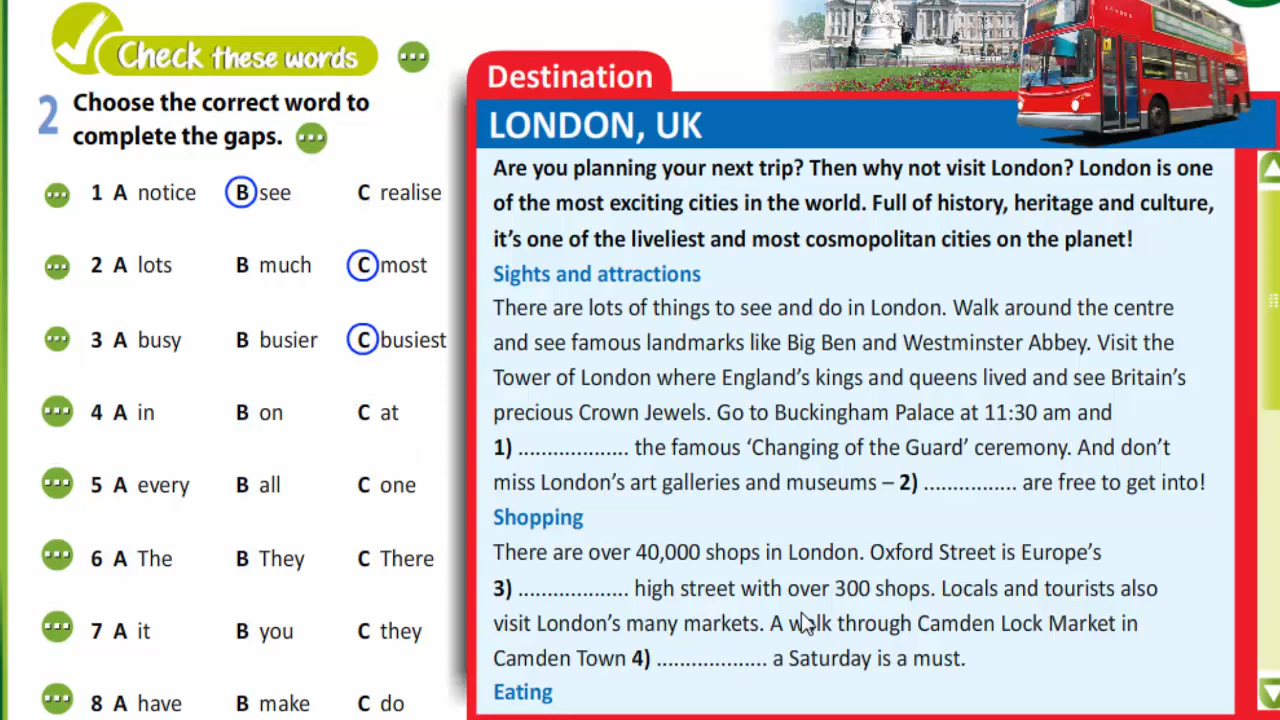 Check these words
2 Choose the correct word to
complete the gaps.
1 A notice B see C realise
2 A lots B much C most
3 A busy B busier C busiest
4 A in B on C at
5 A every B all C one
6 A The B They C There
7 A it B you C they
8 A have B make C do
Destination
LONDON, UK
Are you planning your next trip? Then why not visit London? London is one
of the most exciting cities in the world. Full of history, heritage and culture,
it's one of the liveliest and most cosmopolitan cities on the planet!
Sights and attractions
There are lots of things to see and do in London. Walk around the centre
and see famous landmarks like Big Ben and Westminster Abbey. Visit the
Tower of London where England's kings and queens lived and see Britain's
precious Crown Jewels. Go to Buckingham Palace at 11:30 am and
1) ................... the famous ‘Changing of the Guard’ ceremony. And don't
miss London's art galleries and museums – 2) ................ are free to get into!
Shopping
There are over 40,000 shops in London. Oxford Street is Europe's
3) ................... high street with over 300 shops. Locals and tourists also
visit London's many markets. A walk through Camden Lock Market in
Camden Town 4) ................... a Saturday is a must.
Eating